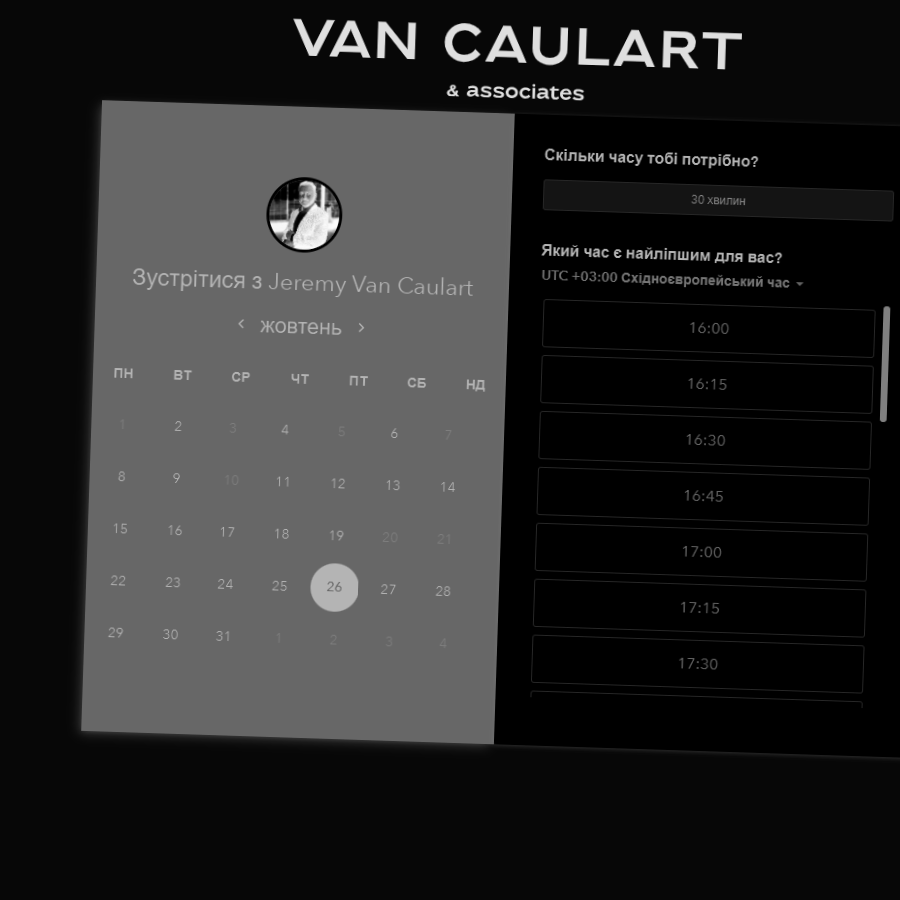 VAN CAULART
& associates
Зустрітися з Jeremy Van Caulart
жовтень
ПН ВТ СР ЧТ ПТ СБ НД
1 2 3 4 5 6 7
8 9 10 11 12 13 14
15 16 17 18 19 20 21
22 23 24 25 26 27 28
29 30 31 1 2 3 4
Скільки часу тобі потрібно?
30 хвилин
Який час є найліпшим для вас?
UTC +03:00 Східноєвропейський час
16:00
16:15
16:30
16:45
17:00
17:15
17:30